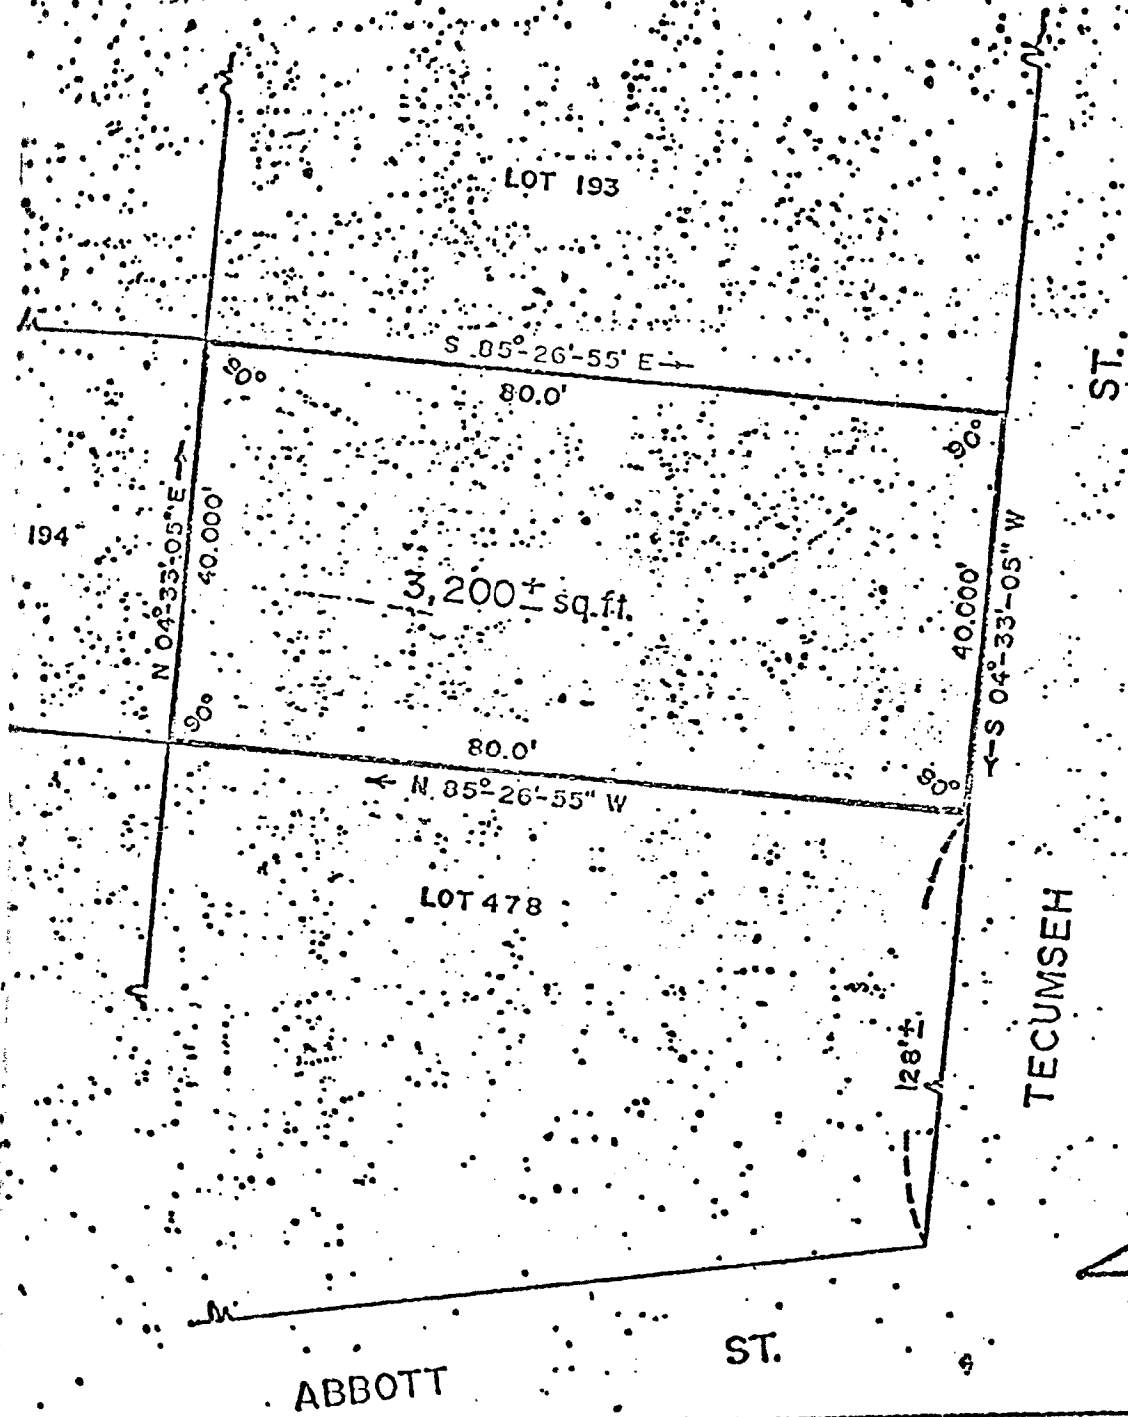 LOT 193
S 85°-26'-55' E
80.0'
90°
90°
ST.
194
N 04°-33'-05" E
40.000'
3,200± sq.ft.
40.000'
S 04°-33'-05" W
90°
80.0'
90°
N 85°-26'-55" W
LOT 478
TECUMSEH
128'±
ABBOTT ST.